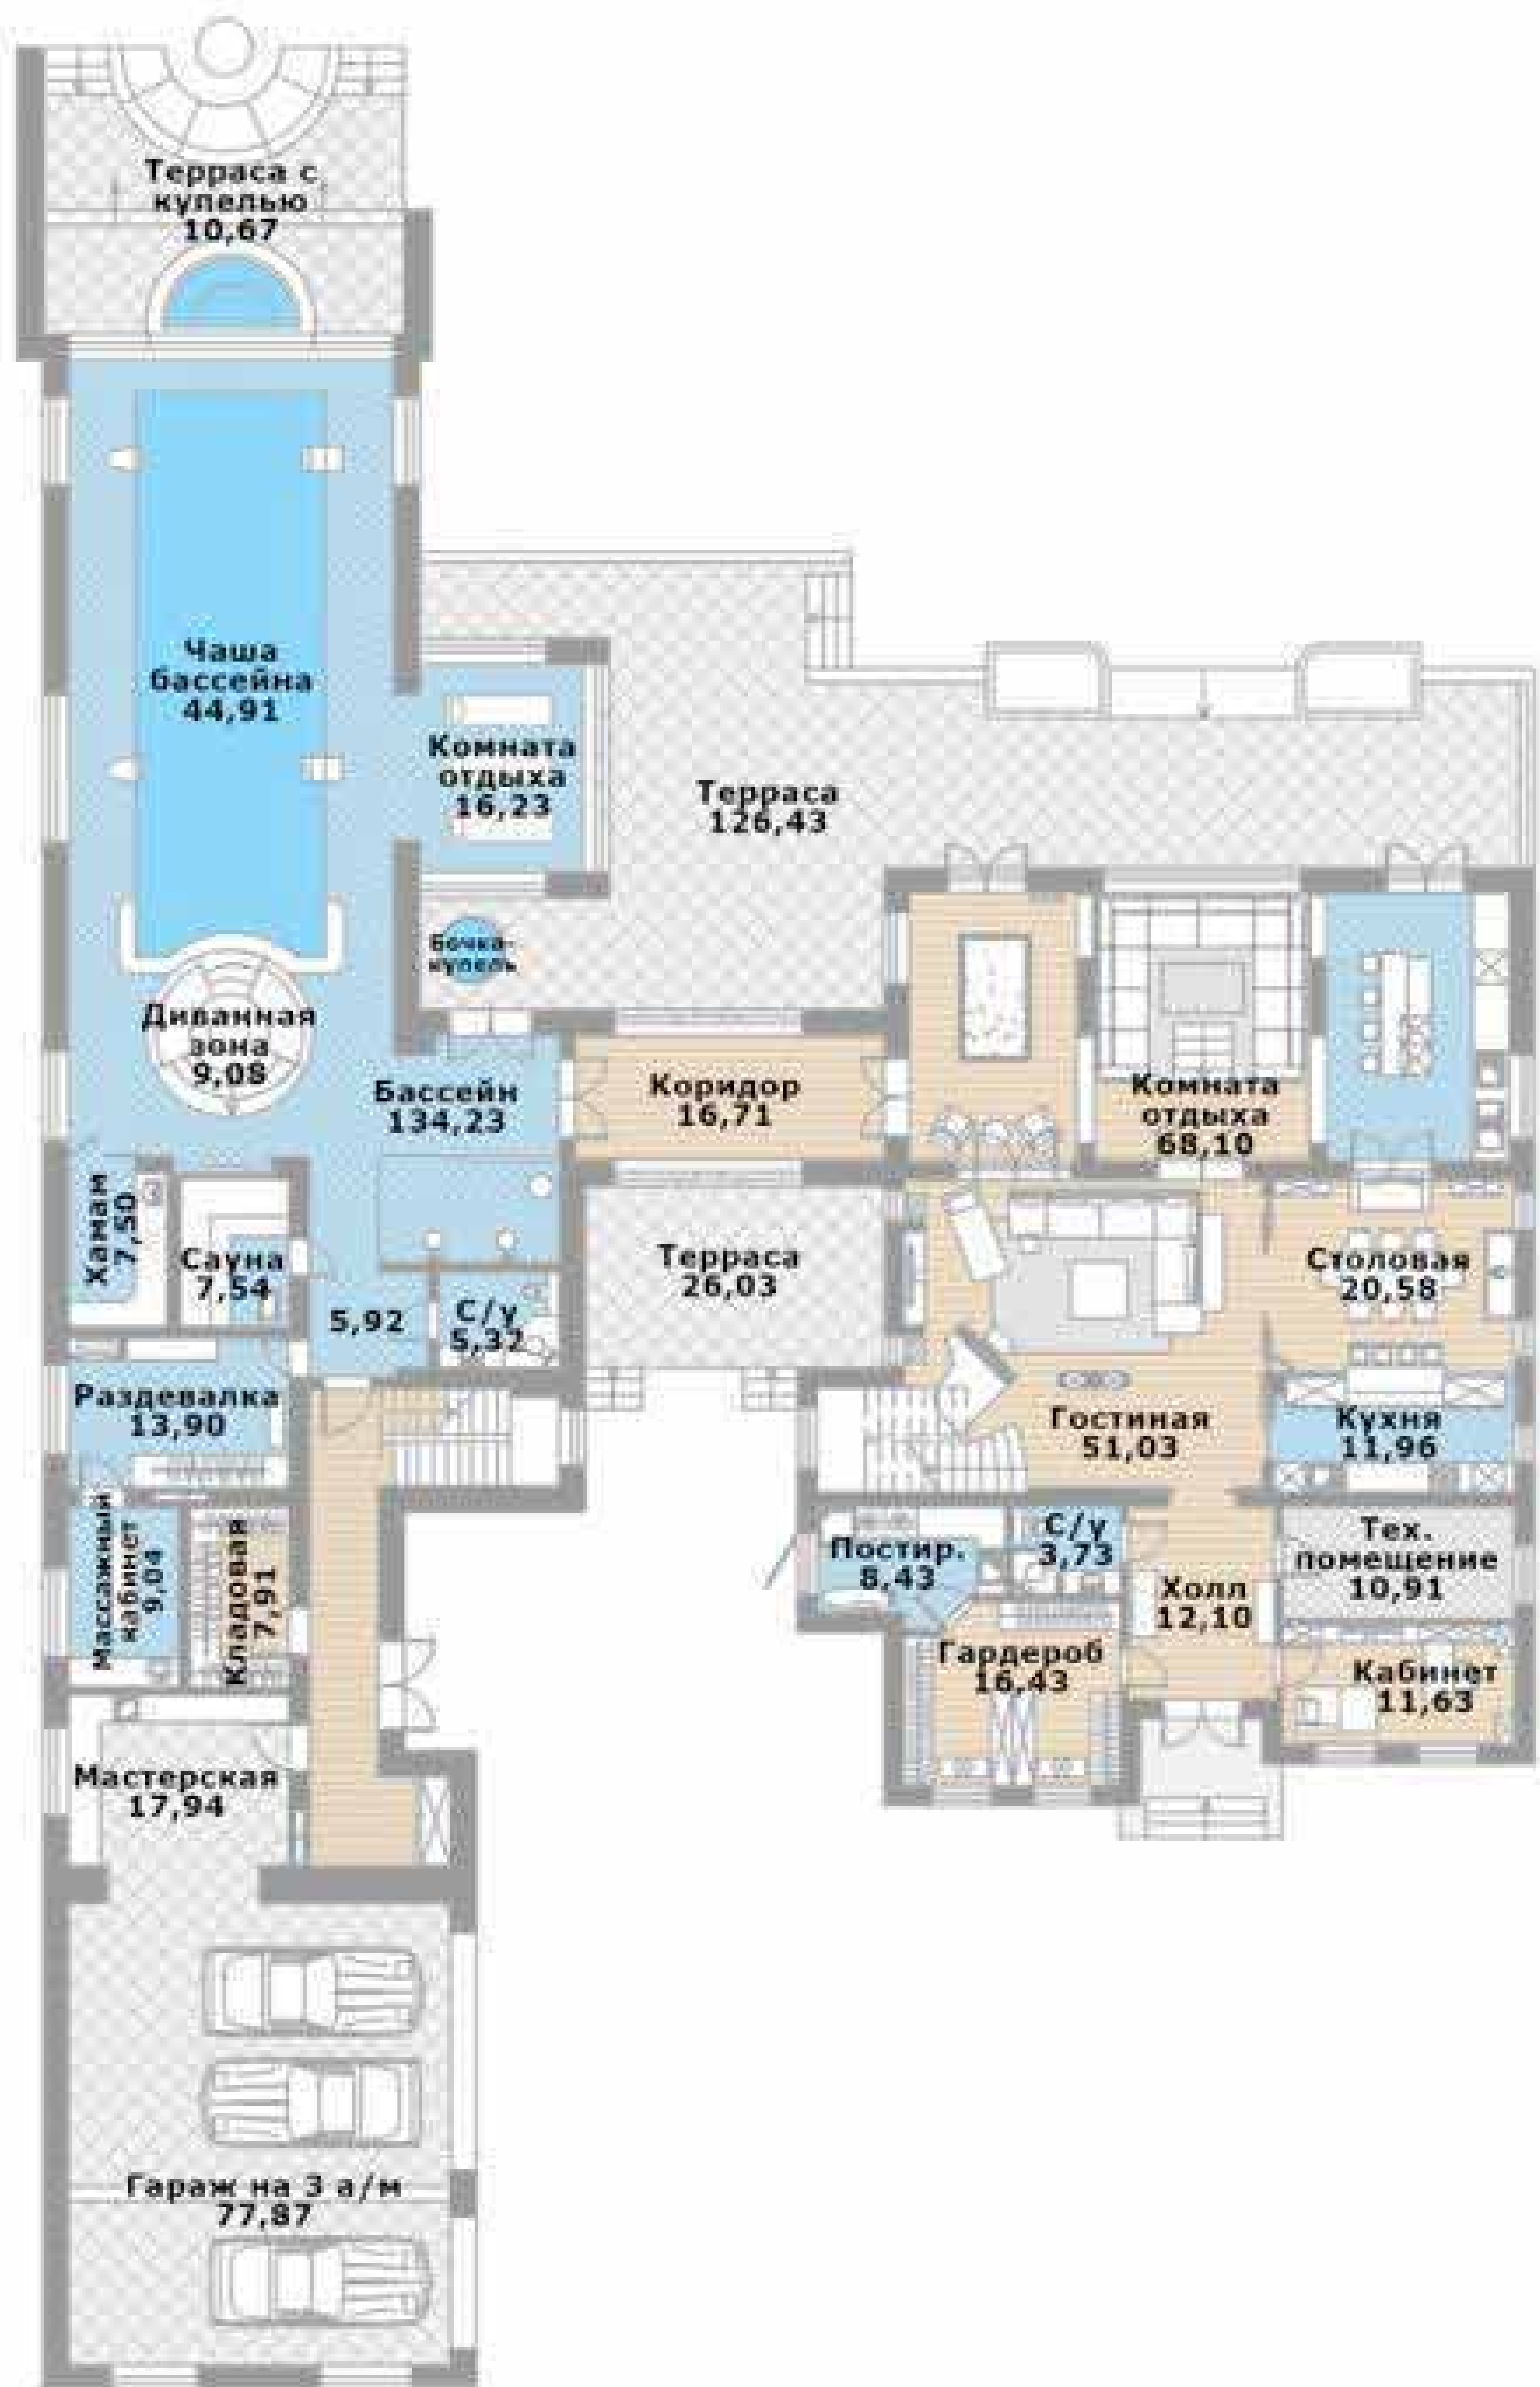 Терраса с
купелью
10,67
Чаша
бассейна
44,91
Комната
отдыха
16,23
Терраса
126,43
Бочка-
купель
Диванная
зона
9,08
Бассейн
134,23
Коридор
16,71
Комната
отдыха
68,10
Хамам
7,50
Сауна
7,54
5,92
С/у
5,32
Терраса
26,03
Столовая
20,58
Раздевалка
13,90
Гостиная
51,03
Кухня
11,96
Массажный
кабинет
9,04
Кладовая
7,91
Постир.
8,43
С/у
3,73
Холл
12,10
Тех.
помещение
10,91
Гардероб
16,43
Кабинет
11,63
Мастерская
17,94
Гараж на 3 а/м
77,87